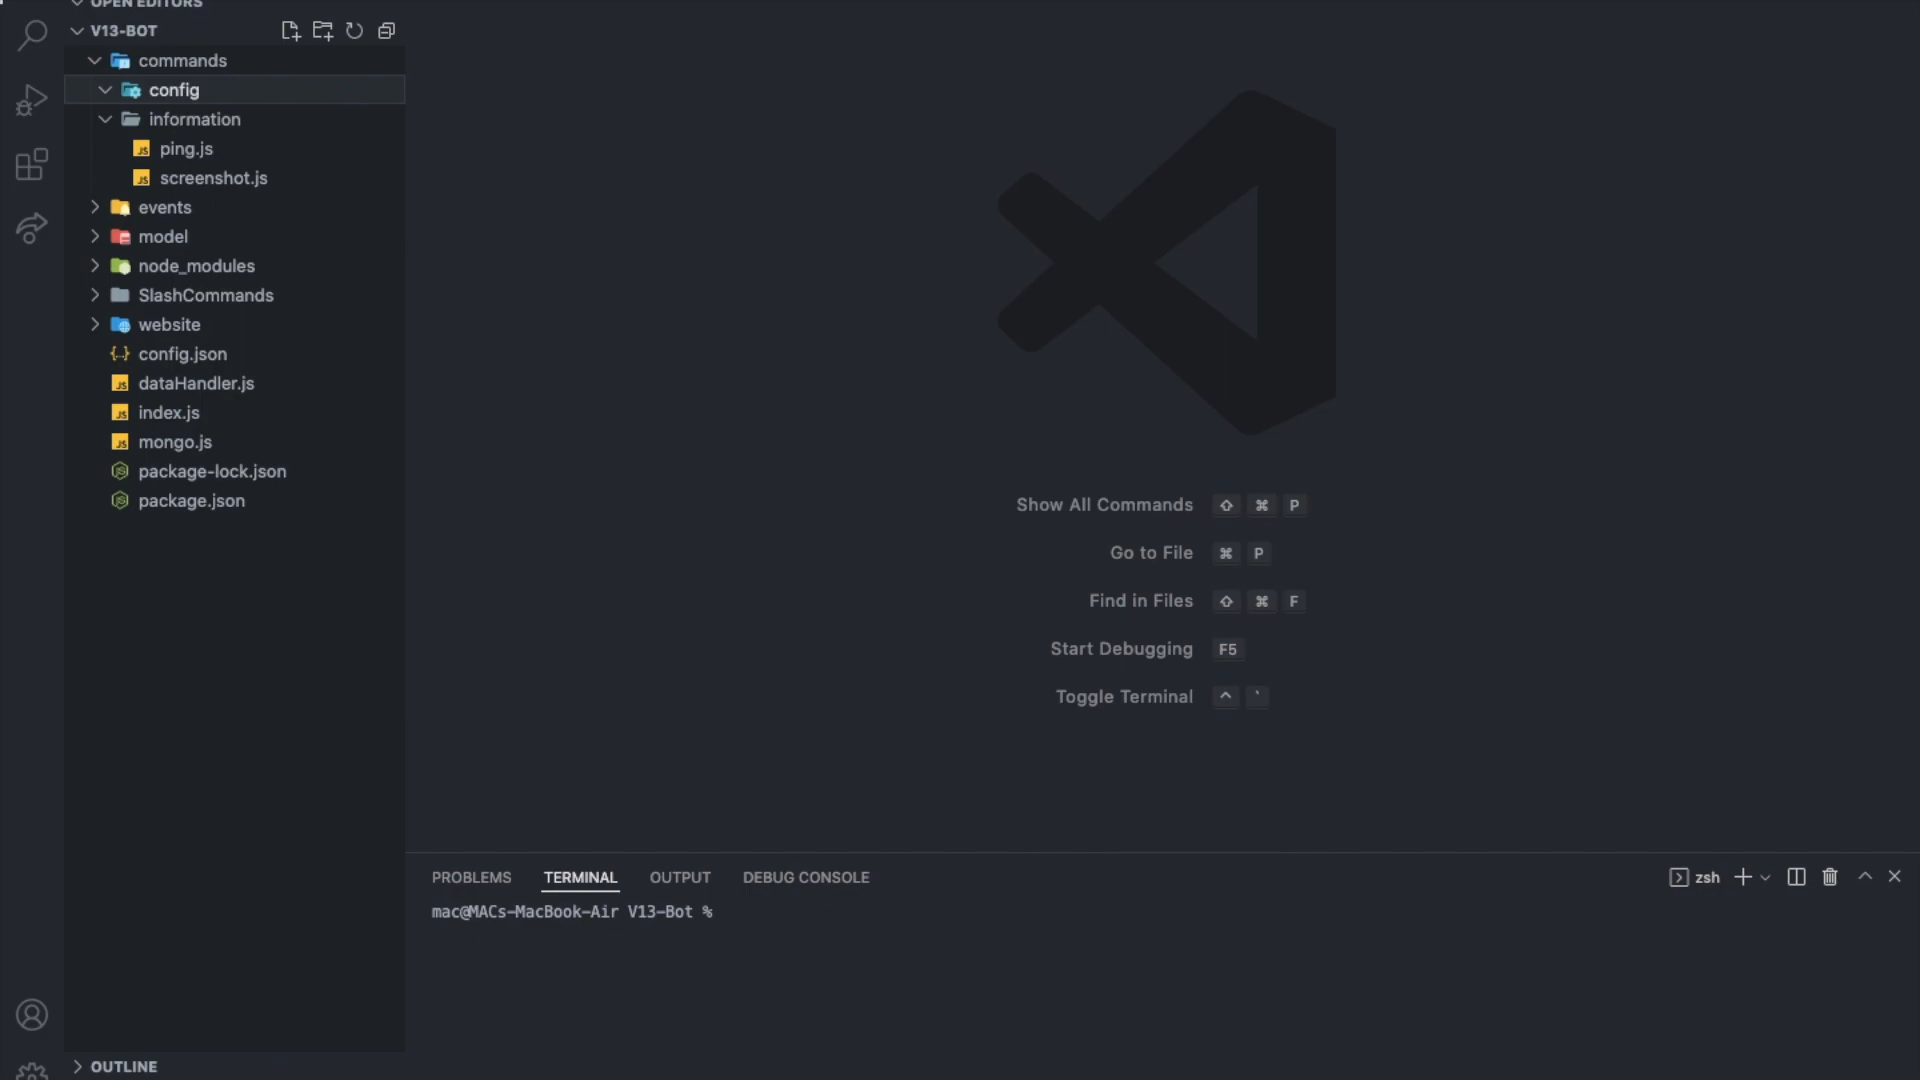 OPEN EDITORS
V13-BOT
commands
config
information
ping.js
screenshot.js
events
model
node_modules
SlashCommands
website
config.json
dataHandler.js
index.js
mongo.js
package-lock.json
package.json
OUTLINE
Show All Commands ⇧ ⌘ P
Go to File ⌘ P
Find in Files ⇧ ⌘ F
Start Debugging F5
Toggle Terminal ^ `
PROBLEMS TERMINAL OUTPUT DEBUG CONSOLE zsh
mac@MACs-MacBook-Air V13-Bot %